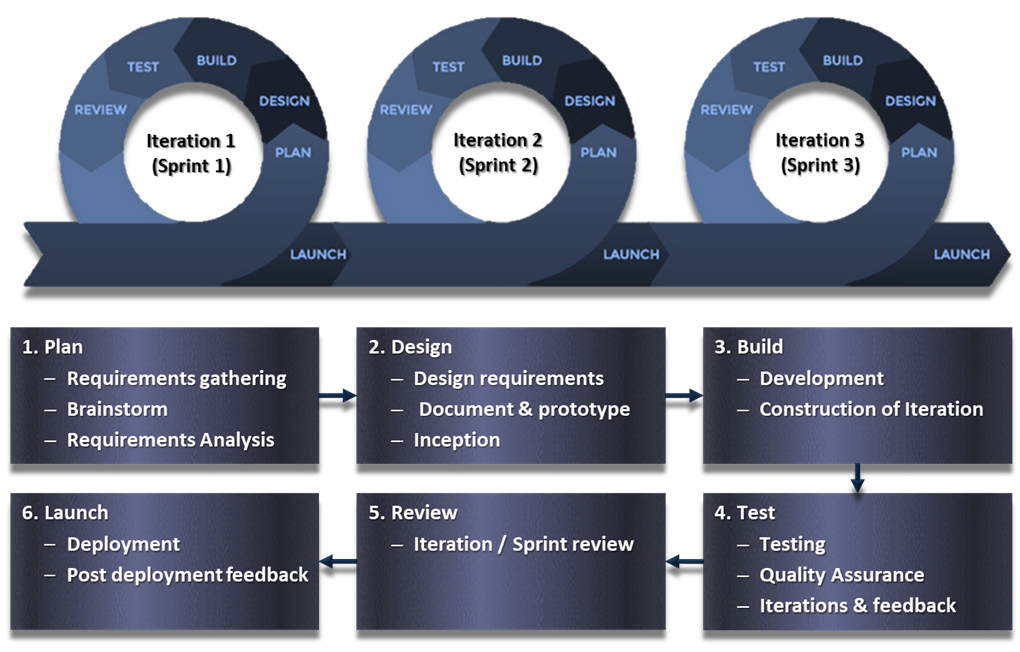 TEST
BUILD
DESIGN
REVIEW
PLAN
Iteration 1
(Sprint 1)
LAUNCH
TEST
BUILD
DESIGN
REVIEW
PLAN
Iteration 2
(Sprint 2)
LAUNCH
TEST
BUILD
DESIGN
REVIEW
PLAN
Iteration 3
(Sprint 3)
LAUNCH
1. Plan
– Requirements gathering
– Brainstorm
– Requirements Analysis
2. Design
– Design requirements
– Document & prototype
– Inception
3. Build
– Development
– Construction of Iteration
4. Test
– Testing
– Quality Assurance
– Iterations & feedback
5. Review
– Iteration / Sprint review
6. Launch
– Deployment
– Post deployment feedback